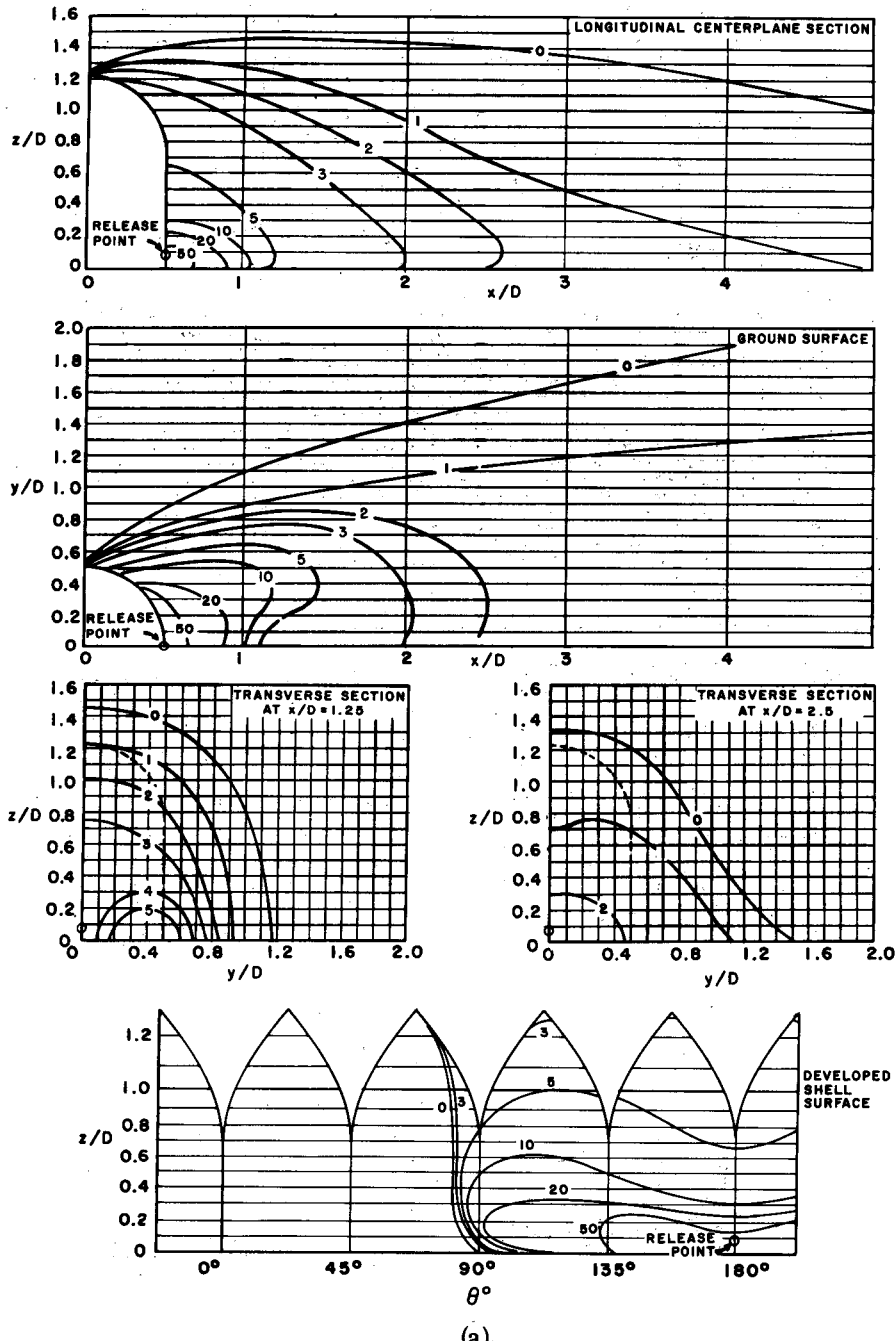 1.6
1.4
1.2
1.0
z/D 0.8
0.6
0.4
0.2
0
LONGITUDINAL CENTERPLANE SECTION
0
1
2
3
5
10
20
50
RELEASE
POINT
0 1 2 3 4
x/D
2.0
1.8
1.6
1.4
1.2
y/D 1.0
0.8
0.6
0.4
0.2
0
GROUND SURFACE
0
1
2
3
5
10
20
50
RELEASE
POINT
0 1 2 3 4
x/D
1.6
1.4
1.2
1.0
z/D 0.8
0.6
0.4
0.2
0
TRANSVERSE SECTION
AT x/D = 1.25
0
1
2
3
4
5
0 0.4 0.8 1.2 1.6 2.0
y/D
1.6
1.4
1.2
1.0
z/D 0.8
0.6
0.4
0.2
0
TRANSVERSE SECTION
AT x/D = 2.5
0
2
0 0.4 0.8 1.2 1.6 2.0
y/D
1.2
1.0
z/D 0.8
0.6
0.4
0.2
0
DEVELOPED
SHELL
SURFACE
3
0 3 5
10
20
50
RELEASE
POINT
0° 45° 90° 135° 180°
θ°
(a).